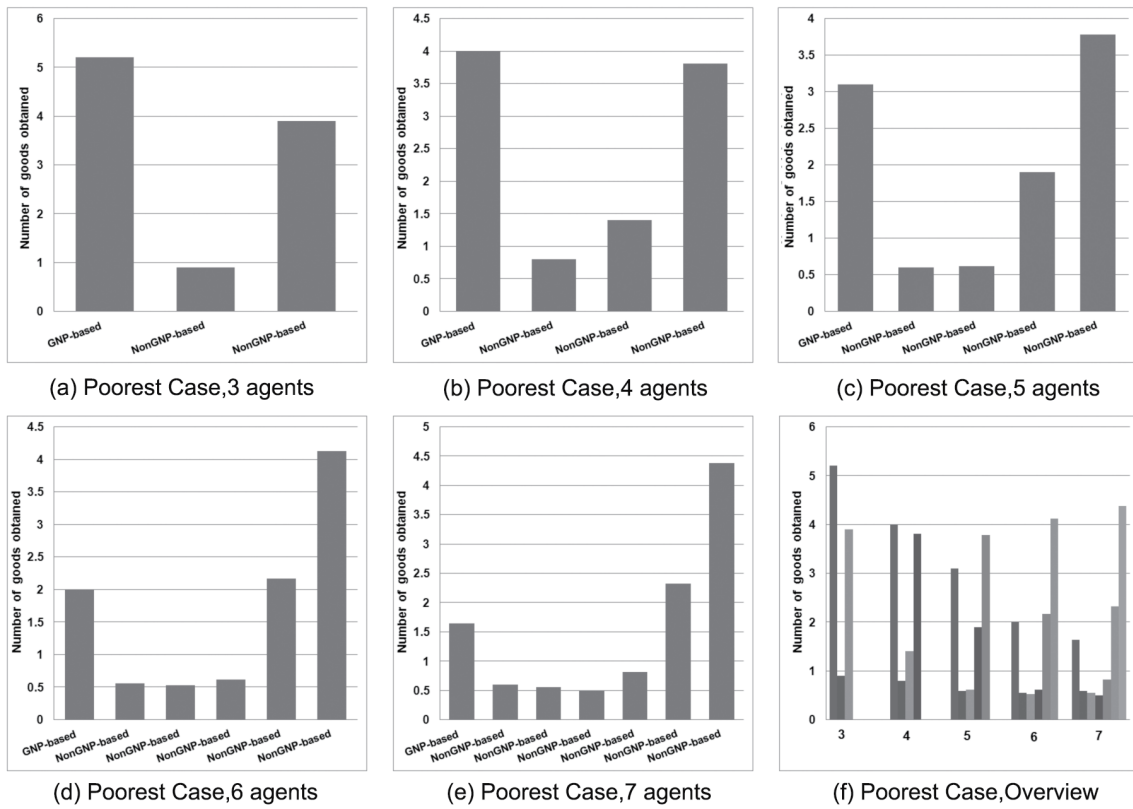 Number of goods obtained
6
5
4
3
2
1
0
GNP-based
NonGNP-based
NonGNP-based
(a) Poorest Case,3 agents
Number of goods obtained
4.5
4
3.5
3
2.5
2
1.5
1
0.5
0
GNP-based
NonGNP-based
NonGNP-based
NonGNP-based
(b) Poorest Case,4 agents
Number of goods obtained
4
3.5
3
2.5
2
1.5
1
0.5
0
GNP-based
NonGNP-based
NonGNP-based
NonGNP-based
NonGNP-based
(c) Poorest Case,5 agents
Number of goods obtained
4.5
4
3.5
3
2.5
2
1.5
1
0.5
0
GNP-based
NonGNP-based
NonGNP-based
NonGNP-based
NonGNP-based
NonGNP-based
(d) Poorest Case,6 agents
Number of goods obtained
5
4.5
4
3.5
3
2.5
2
1.5
1
0.5
0
GNP-based
NonGNP-based
NonGNP-based
NonGNP-based
NonGNP-based
NonGNP-based
NonGNP-based
(e) Poorest Case,7 agents
Number of goods obtained
6
5
4
3
2
1
0
3 4 5 6 7
(f) Poorest Case,Overview